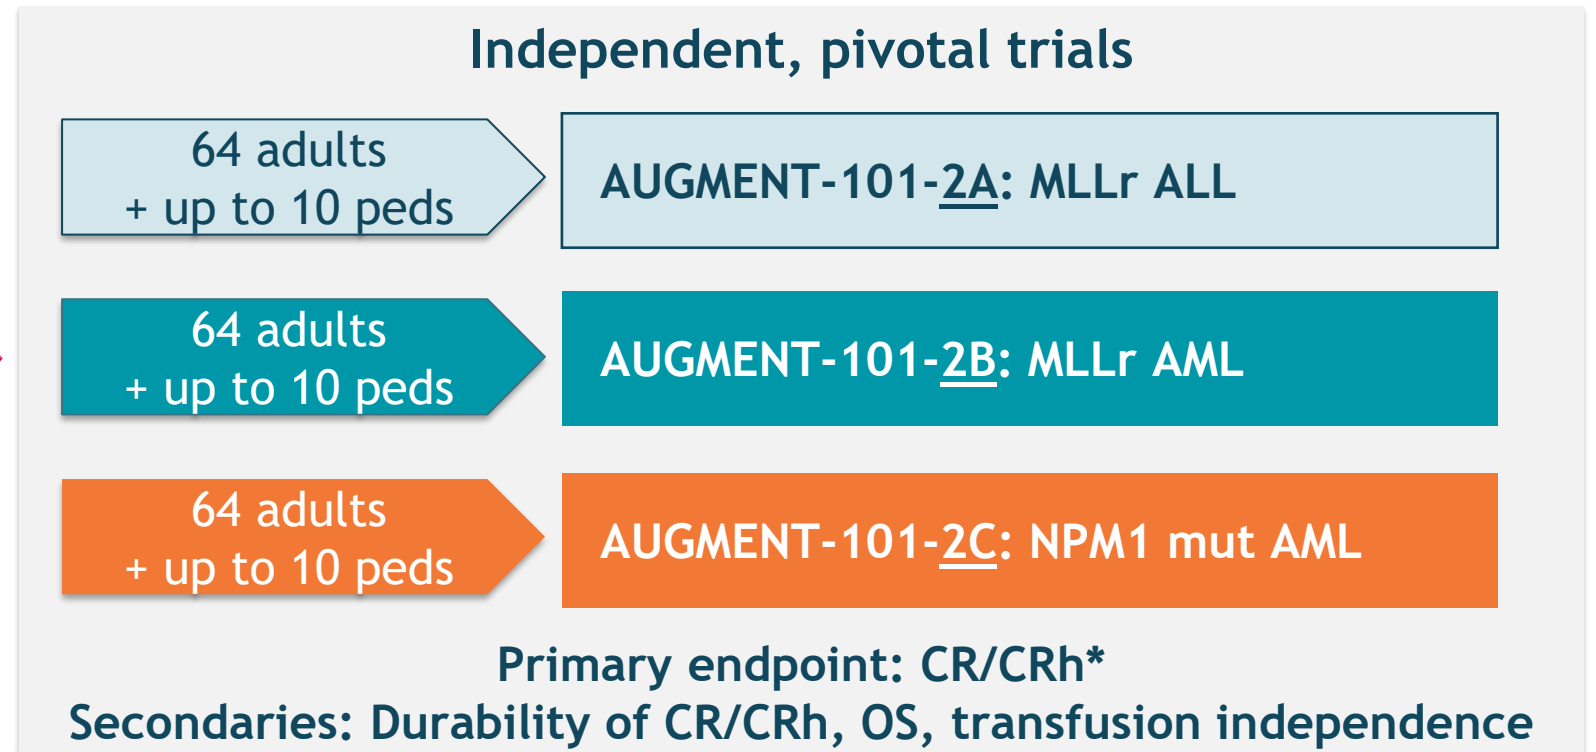 Independent, pivotal trials
64 adults
+ up to 10 peds
AUGMENT-101-2A: MLLr ALL
64 adults
+ up to 10 peds
AUGMENT-101-2B: MLLr AML
64 adults
+ up to 10 peds
AUGMENT-101-2C: NPM1 mut AML
Primary endpoint: CR/CRh*
Secondaries: Durability of CR/CRh, OS, transfusion independence